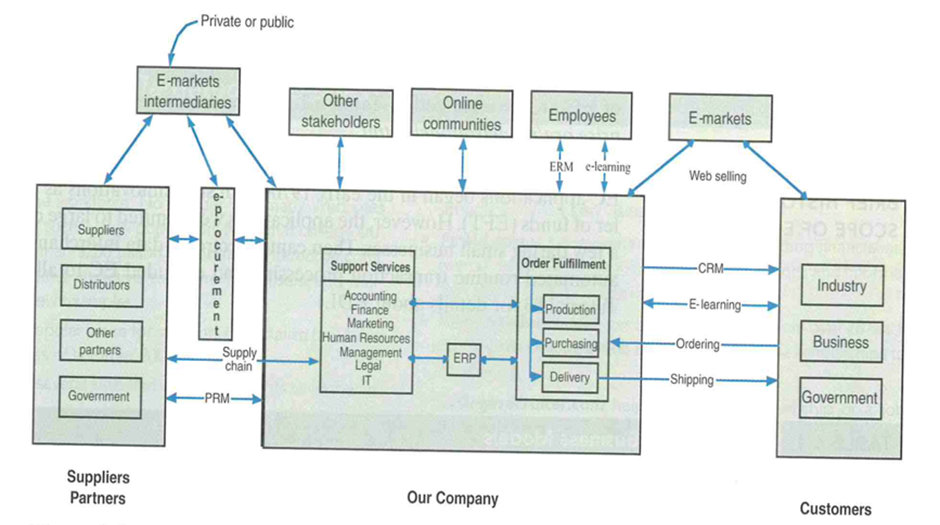 Private or public
E-markets
intermediaries
Other
stakeholders
Online
communities
Employees
E-markets
ERM
e-learning
Web selling
e-procurement
Suppliers
Distributors
Other
partners
Government
Supply
chain
PRM
Support Services
Accounting
Finance
Marketing
Human Resources
Management
Legal
IT
ERP
Order Fulfillment
Production
Purchasing
Delivery
CRM
E-learning
Ordering
Shipping
Industry
Business
Government
Suppliers
Partners
Our Company
Customers